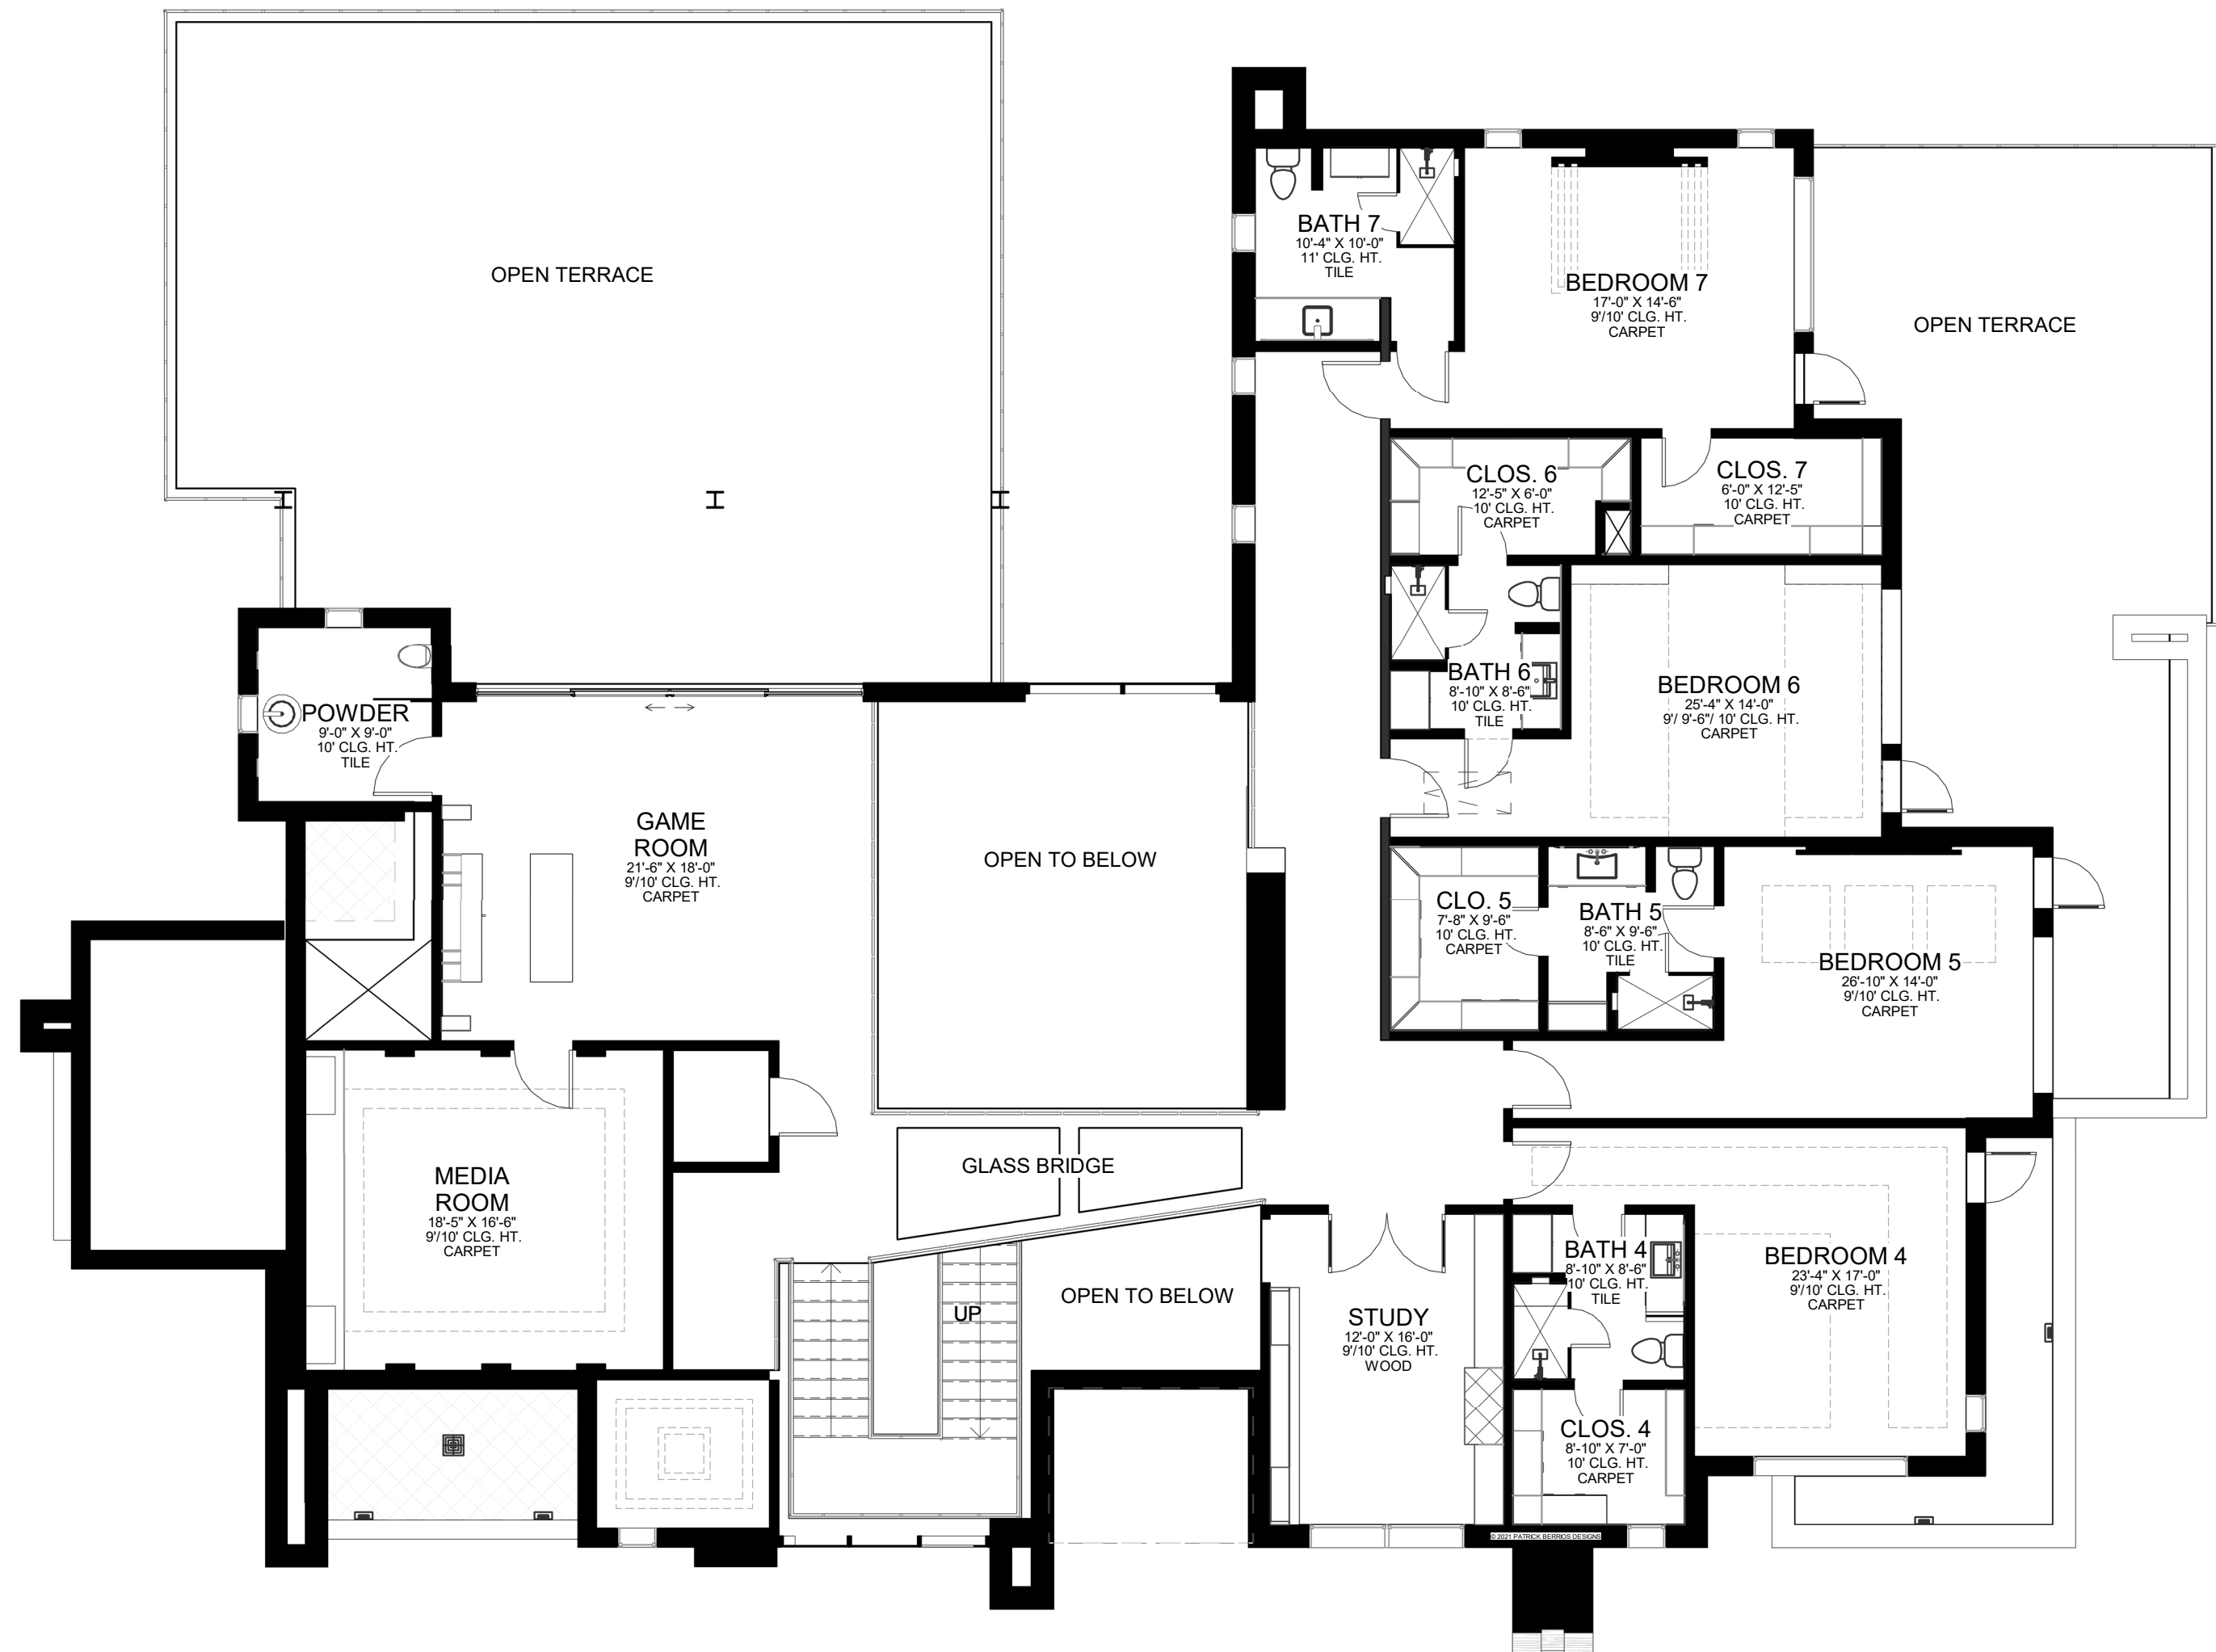 OPEN TERRACE
BATH 7
10'-4" X 10'-0"
11' CLG. HT.
TILE
BEDROOM 7
17'-0" X 14'-6"
9'/10' CLG. HT.
CARPET
OPEN TERRACE
CLOS. 6
12'-5" X 6'-0"
10' CLG. HT.
CARPET
CLOS. 7
6'-0" X 12'-5"
10' CLG. HT.
CARPET
POWDER
9'-0" X 9'-0"
10' CLG. HT.
TILE
BATH 6
8'-10" X 8'-6"
10' CLG. HT.
TILE
BEDROOM 6
25'-4" X 14'-0"
9'/ 9'-6"/ 10' CLG. HT.
CARPET
GAME
ROOM
21'-6" X 18'-0"
9'/10' CLG. HT.
CARPET
OPEN TO BELOW
CLO. 5
7'-8" X 9'-6"
10' CLG. HT.
CARPET
BATH 5
8'-6" X 9'-6"
10' CLG. HT.
TILE
BEDROOM 5
26'-10" X 14'-0"
9'/10' CLG. HT.
CARPET
MEDIA
ROOM
18'-5" X 16'-6"
9'/10' CLG. HT.
CARPET
GLASS BRIDGE
UP
OPEN TO BELOW
STUDY
12'-0" X 16'-0"
9'/10' CLG. HT.
WOOD
BATH 4
8'-10" X 8'-6"
10' CLG. HT.
TILE
BEDROOM 4
23'-4" X 17'-0"
9'/10' CLG. HT.
CARPET
CLOS. 4
8'-10" X 7'-0"
10' CLG. HT.
CARPET
© 2021 PATRICK BERRIOS DESIGNS